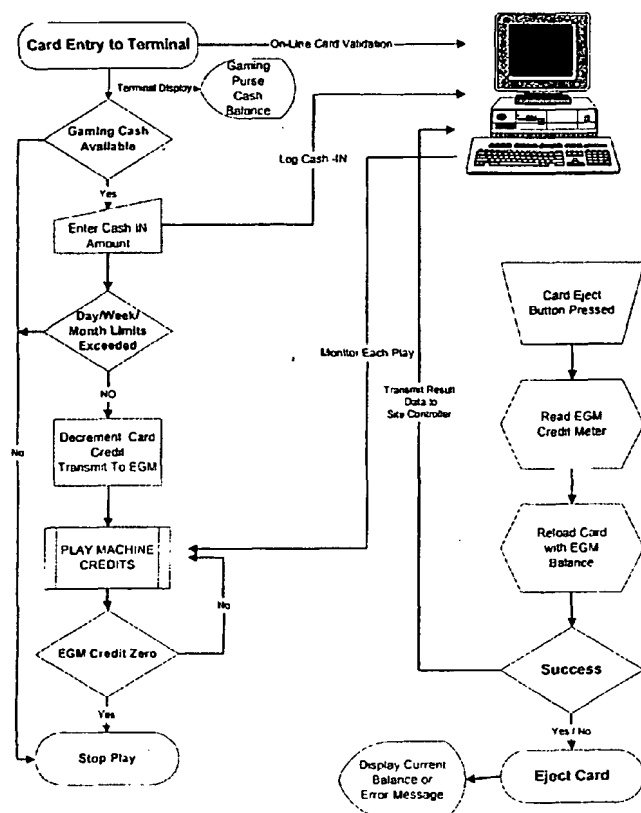 Card Entry to Terminal
On-Line Card Validation
Terminal Displays
Gaming
Purse
Cash
Balance
Gaming Cash
Available
Log Cash -IN
Yes
Enter Cash IN
Amount
Card Eject
Button Pressed
Day/Week/
Month Limits
Exceeded
Monitor Each Play
Transmit Result
Data to
Site Controller
NO
Read EGM
Credit Meter
No
Decrement Card
Credit
Transmit To EGM
Reload Card
with EGM
Balance
PLAY MACHINE
CREDITS
No
EGM Credit Zero
Success
Yes
Yes / No
Stop Play
Display Current
Balance or
Error Message
Eject Card